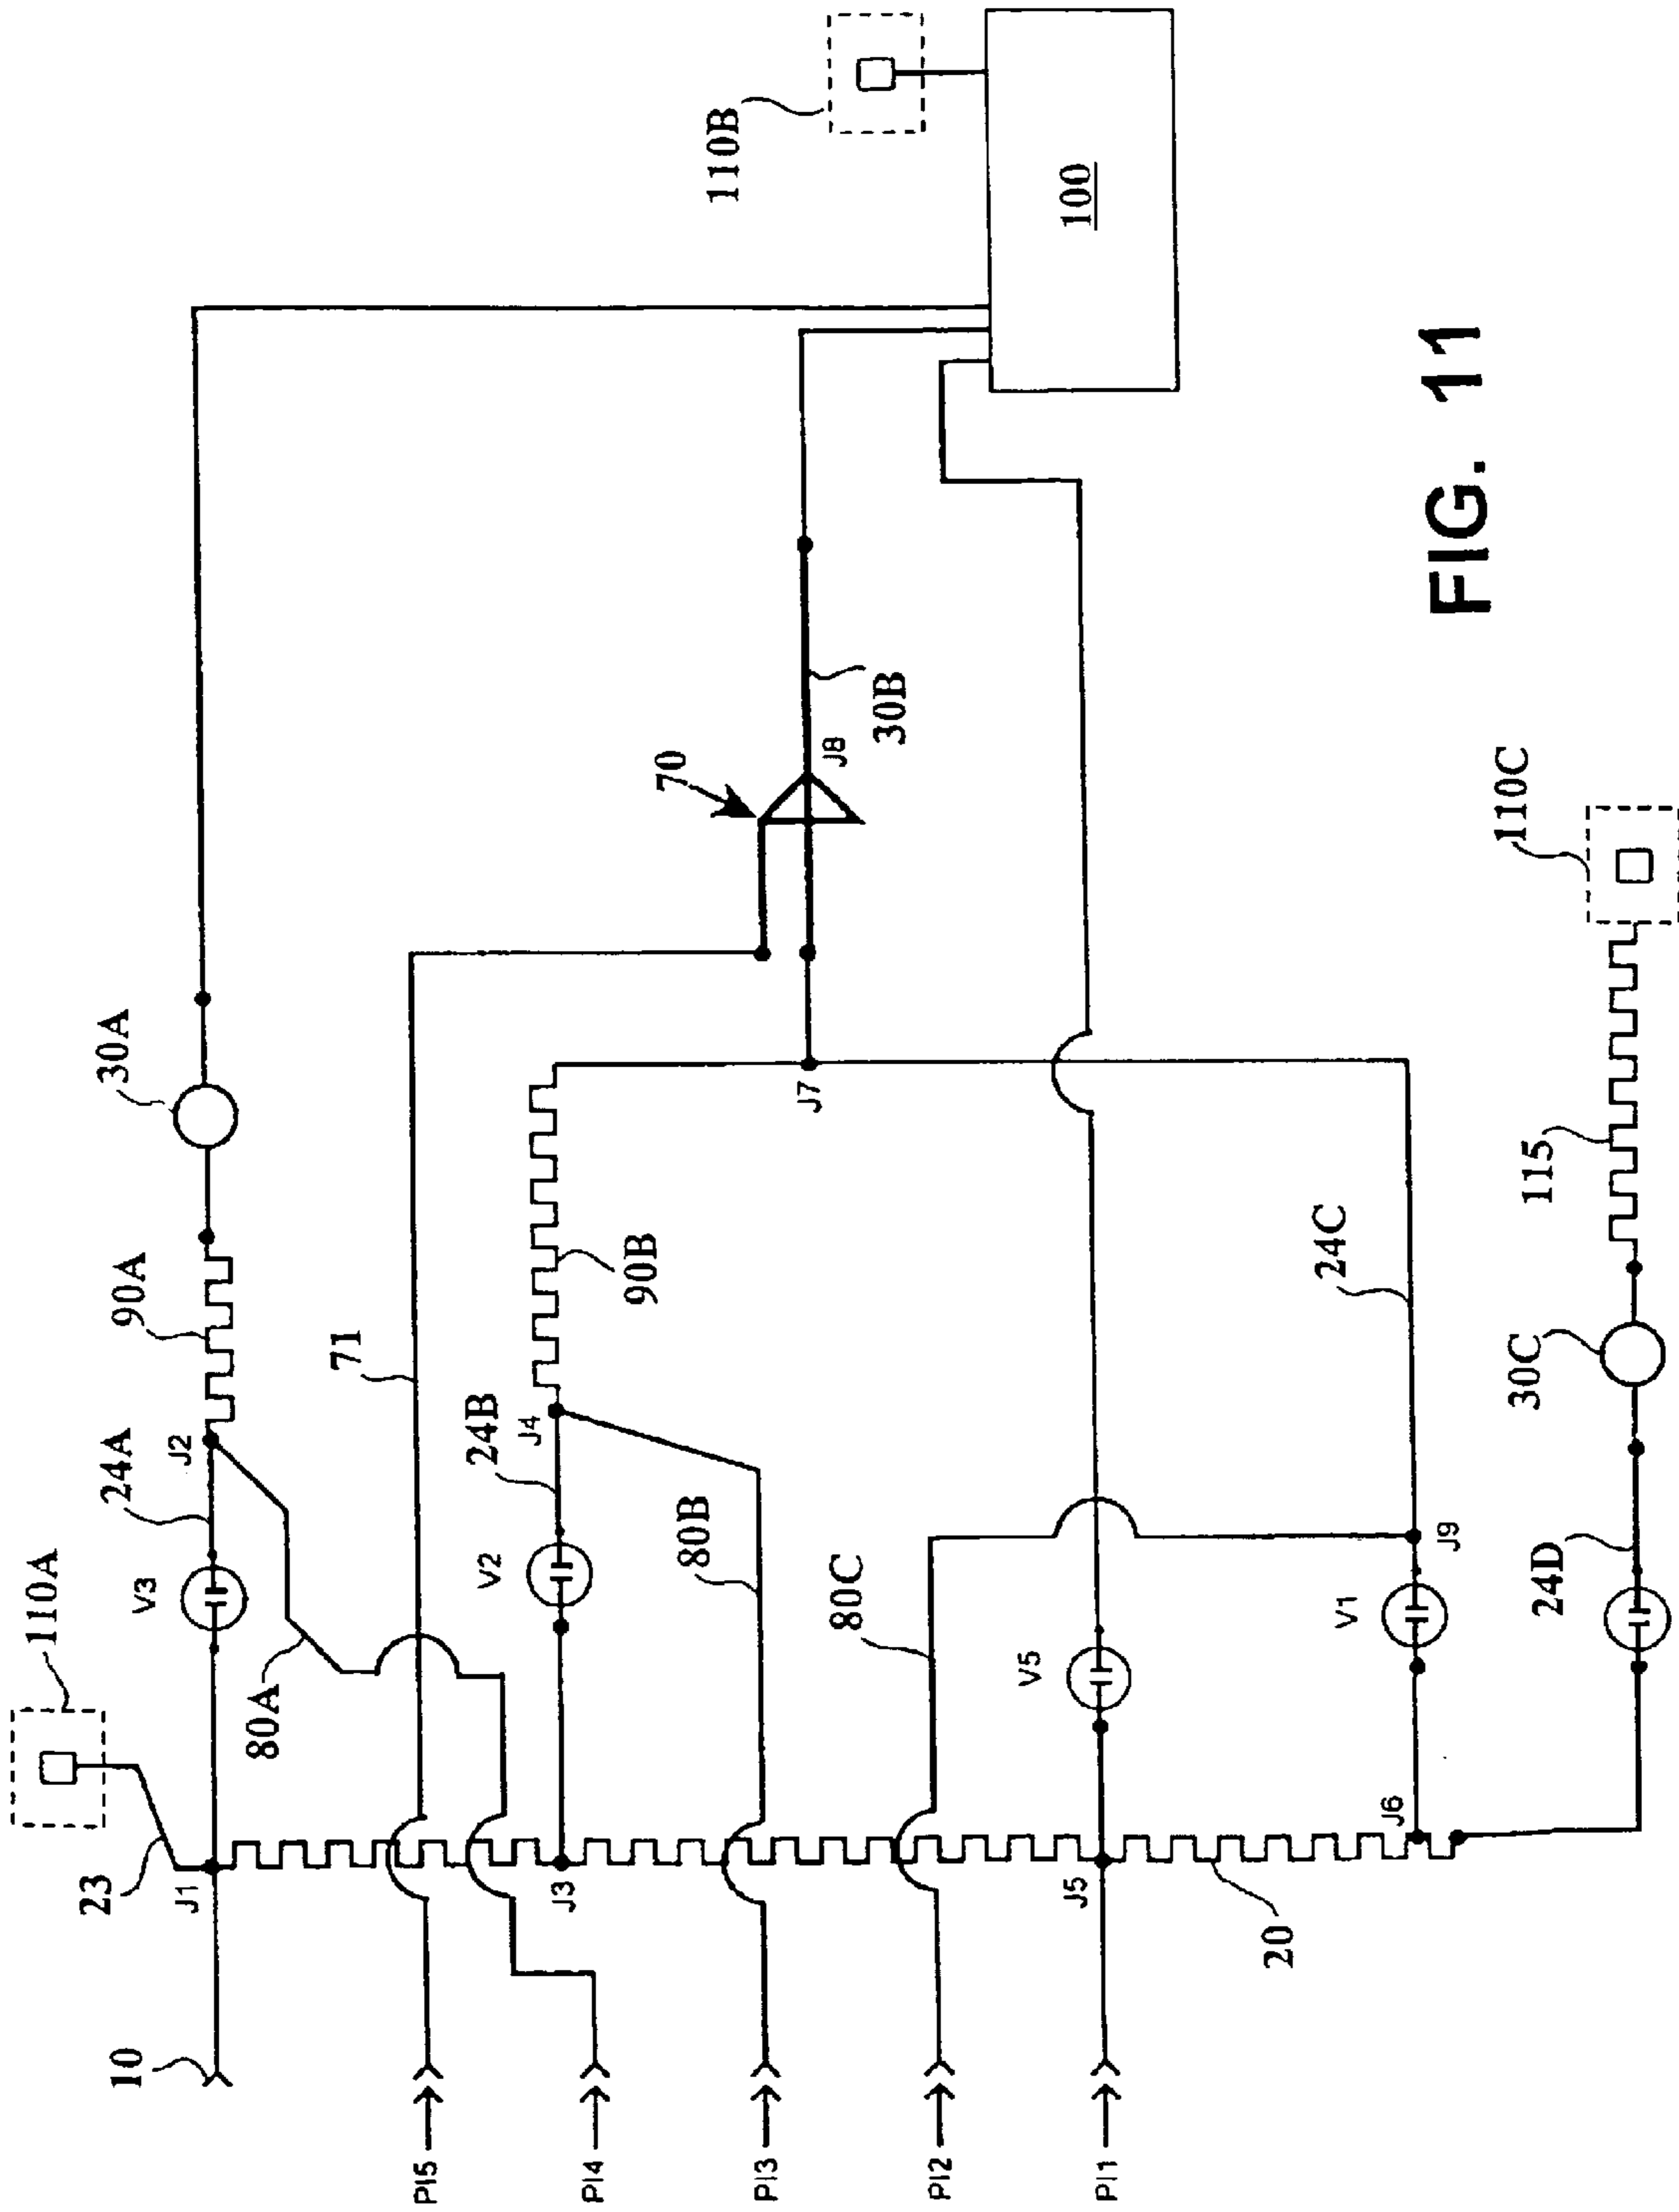 10
23
110A
J1
V3
24A
J2
90A
30A
80A
71
PI5
PI4
PI3
PI2
PI1
J3
V2
24B
J4
90B
80B
J7
70
J8
30B
110B
100
80C
J5
V5
20
J6
V1
J9
24C
24D
30C
115
110C
FIG. 11